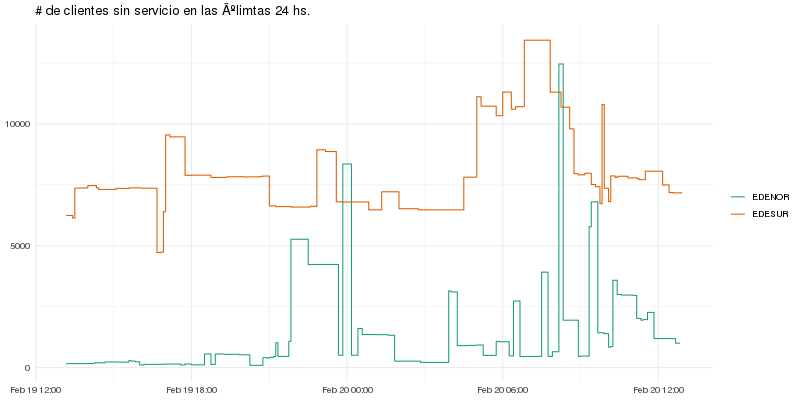 # de clientes sin servicio en las Ãºlimtas 24 hs.
10000
5000
0
Feb 19 12:00
Feb 19 18:00
Feb 20 00:00
Feb 20 06:00
Feb 20 12:00
EDENOR
EDESUR